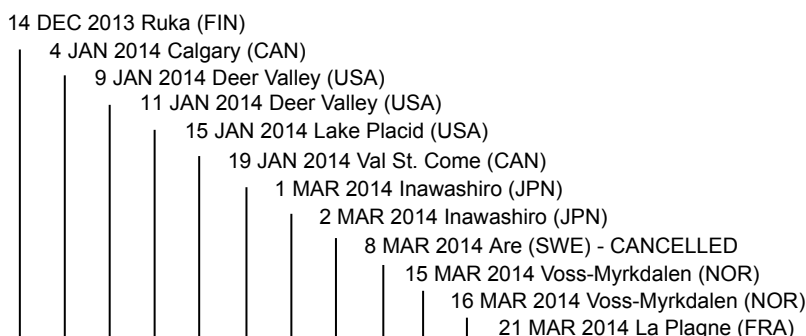 14 DEC 2013 Ruka (FIN)
4 JAN 2014 Calgary (CAN)
9 JAN 2014 Deer Valley (USA)
11 JAN 2014 Deer Valley (USA)
15 JAN 2014 Lake Placid (USA)
19 JAN 2014 Val St. Come (CAN)
1 MAR 2014 Inawashiro (JPN)
2 MAR 2014 Inawashiro (JPN)
8 MAR 2014 Are (SWE) - CANCELLED
15 MAR 2014 Voss-Myrkdalen (NOR)
16 MAR 2014 Voss-Myrkdalen (NOR)
21 MAR 2014 La Plagne (FRA)